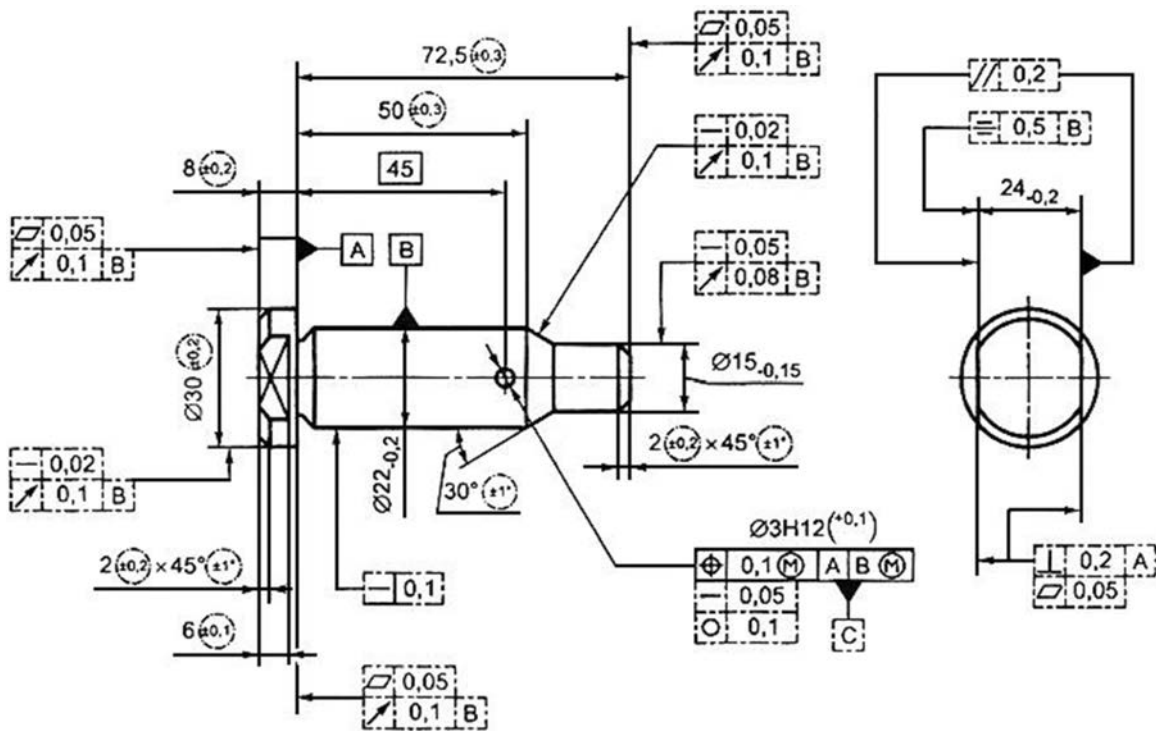 ⏥ 0,05
↗ 0,1 B
72,5 ±0,3
// 0,2
50 ±0,3
— 0,02
↗ 0,1 B
⌯ 0,5 B
8 ±0,2
45
24-0,2
⏥ 0,05
↗ 0,1 B
A
B
— 0,05
↗ 0,08 B
Ø30 ±0,2
Ø15-0,15
— 0,02
↗ 0,1 B
Ø22-0,2
30° ±1°
2 ±0,2 × 45° ±1°
Ø3H12(+0,1)
2 ±0,2 × 45° ±1°
— 0,1
⌖ 0,1 Ⓜ A B Ⓜ
— 0,05
○ 0,1
⊥ 0,2 A
⏥ 0,05
6 ±0,1
C
⏥ 0,05
↗ 0,1 B